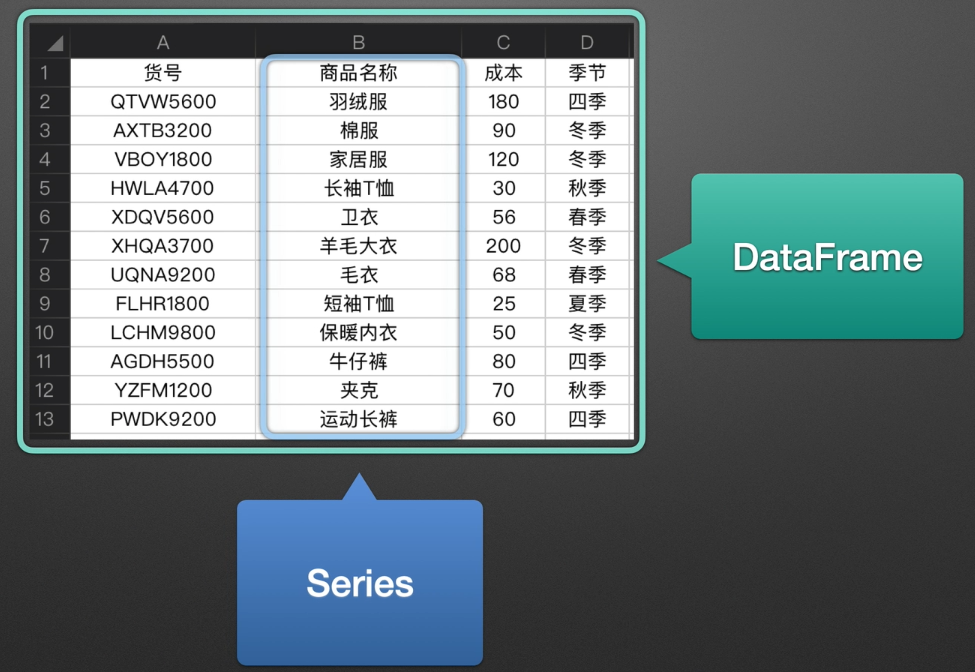 A B C D
1 货号 商品名称 成本 季节
2 QTVW5600 羽绒服 180 四季
3 AXTB3200 棉服 90 冬季
4 VBOY1800 家居服 120 冬季
5 HWLA4700 长袖T恤 30 秋季
6 XDQV5600 卫衣 56 春季
7 XHQA3700 羊毛大衣 200 冬季
8 UQNA9200 毛衣 68 春季
9 FLHR1800 短袖T恤 25 夏季
10 LCHM9800 保暖内衣 50 冬季
11 AGDH5500 牛仔裤 80 四季
12 YZFM1200 夹克 70 秋季
13 PWDK9200 运动长裤 60 四季
DataFrame
Series